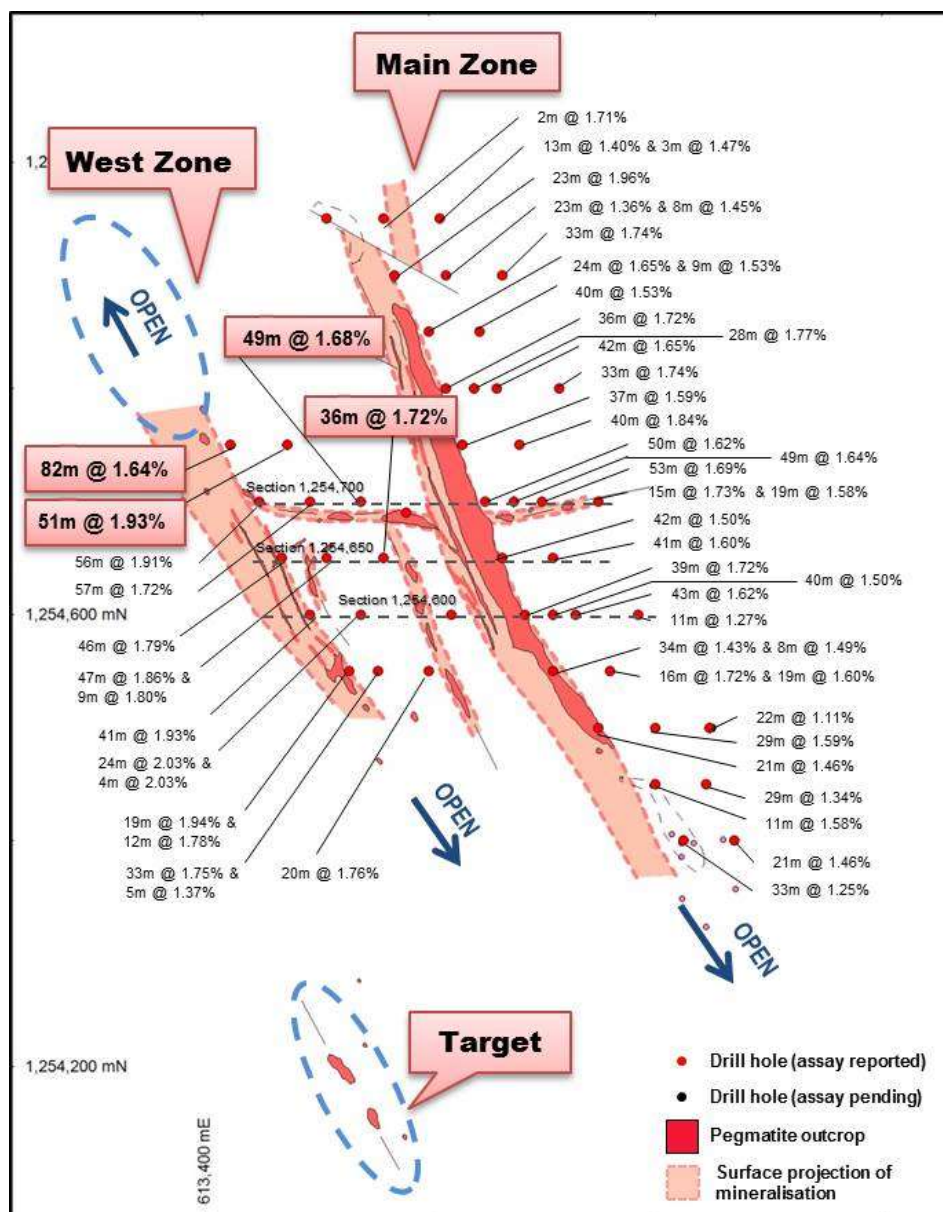 Main Zone
West Zone
1,2
2m @ 1.71%
13m @ 1.40% & 3m @ 1.47%
23m @ 1.96%
23m @ 1.36% & 8m @ 1.45%
33m @ 1.74%
24m @ 1.65% & 9m @ 1.53%
40m @ 1.53%
36m @ 1.72%
28m @ 1.77%
42m @ 1.65%
33m @ 1.74%
37m @ 1.59%
40m @ 1.84%
50m @ 1.62%
49m @ 1.64%
53m @ 1.69%
15m @ 1.73% & 19m @ 1.58%
42m @ 1.50%
41m @ 1.60%
39m @ 1.72%
40m @ 1.50%
43m @ 1.62%
11m @ 1.27%
34m @ 1.43% & 8m @ 1.49%
16m @ 1.72% & 19m @ 1.60%
22m @ 1.11%
29m @ 1.59%
21m @ 1.46%
29m @ 1.34%
11m @ 1.58%
21m @ 1.46%
33m @ 1.25%
OPEN
49m @ 1.68%
36m @ 1.72%
82m @ 1.64%
51m @ 1.93%
Section 1,254,700
Section 1,254,650
Section 1,254,600
56m @ 1.91%
57m @ 1.72%
1,254,600 mN
46m @ 1.79%
47m @ 1.86% &
9m @ 1.80%
41m @ 1.93%
24m @ 2.03% &
4m @ 2.03%
19m @ 1.94% &
12m @ 1.78%
33m @ 1.75% &
5m @ 1.37%
20m @ 1.76%
OPEN
OPEN
Target
1,254,200 mN
613,400 mE
Drill hole (assay reported)
Drill hole (assay pending)
Pegmatite outcrop
Surface projection of
mineralisation